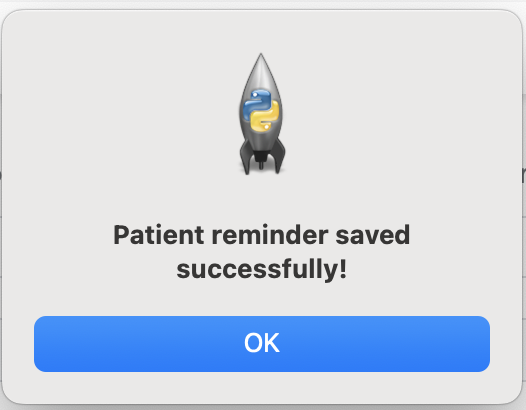 Patient reminder saved
successfully!
OK